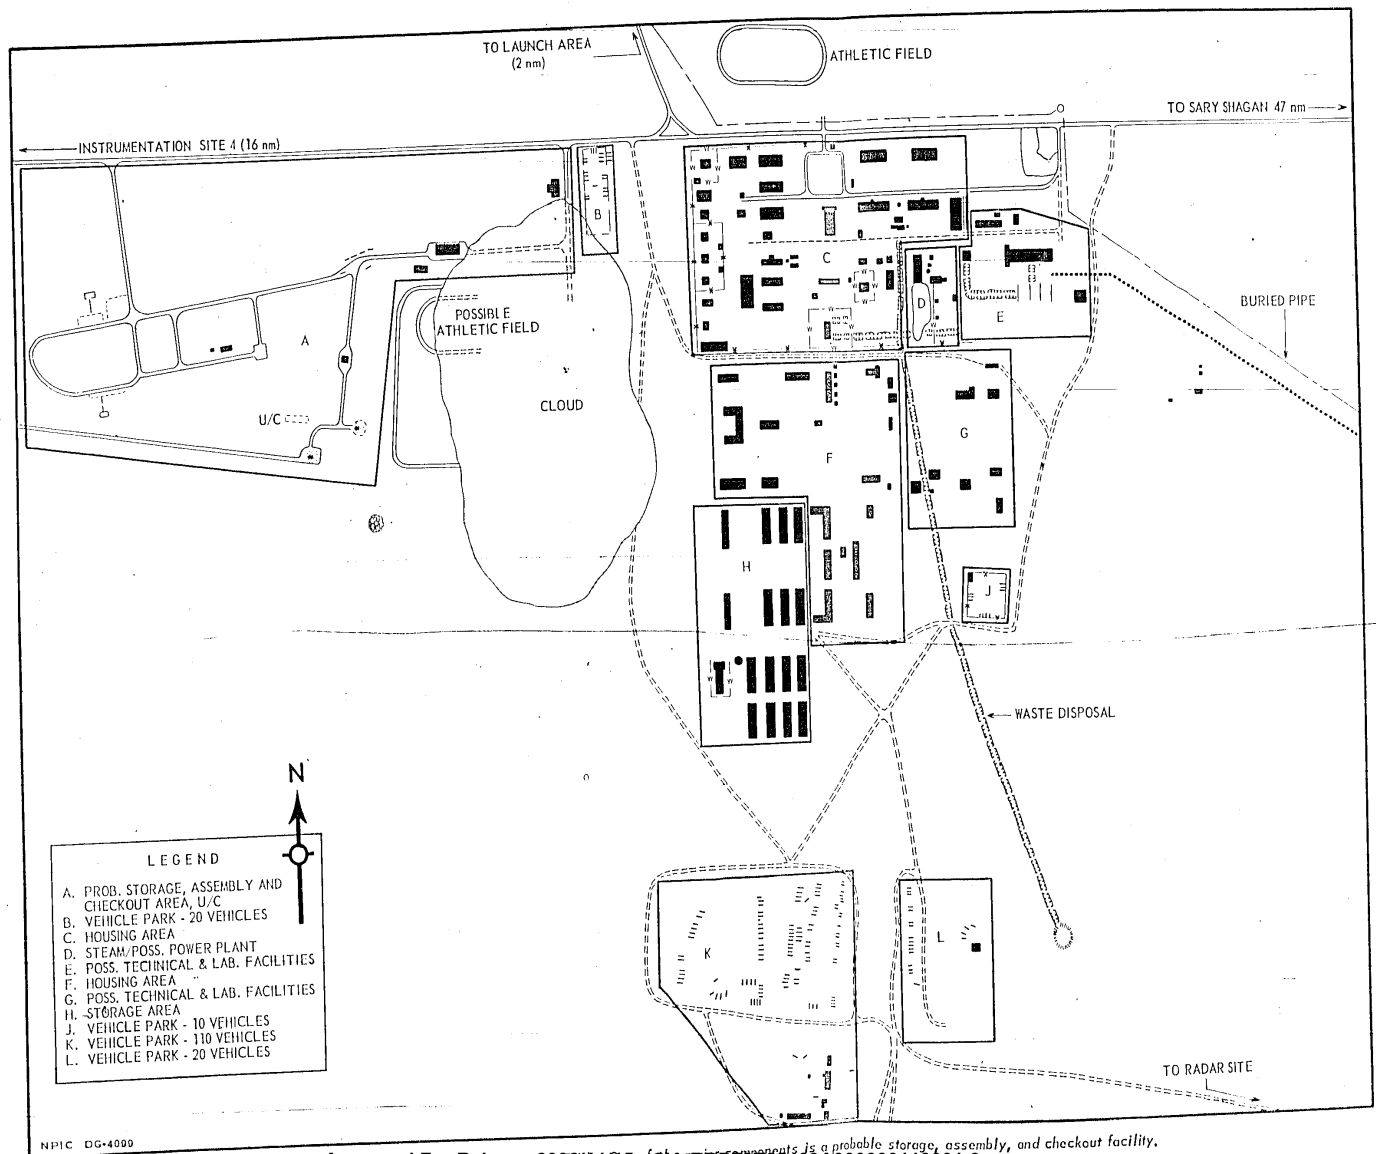 TO LAUNCH AREA
(2 nm)
ATHLETIC FIELD
TO SARY SHAGAN 47 nm
INSTRUMENTATION SITE 4 (16 nm)
B
C
D
E
BURIED PIPE
POSSIBLE
ATHLETIC FIELD
A
CLOUD
U/C
G
F
H
J
WASTE DISPOSAL
N
LEGEND
A. PROB. STORAGE, ASSEMBLY AND
CHECKOUT AREA, U/C
B. VEHICLE PARK - 20 VEHICLES
C. HOUSING AREA
D. STEAM/POSS. POWER PLANT
E. POSS. TECHNICAL & LAB. FACILITIES
F. HOUSING AREA
G. POSS. TECHNICAL & LAB. FACILITIES
H. STORAGE AREA
J. VEHICLE PARK - 10 VEHICLES
K. VEHICLE PARK - 110 VEHICLES
L. VEHICLE PARK - 20 VEHICLES
K
L
TO RADAR SITE
NPIC DG-4099
components is a probable storage, assembly, and checkout facility.